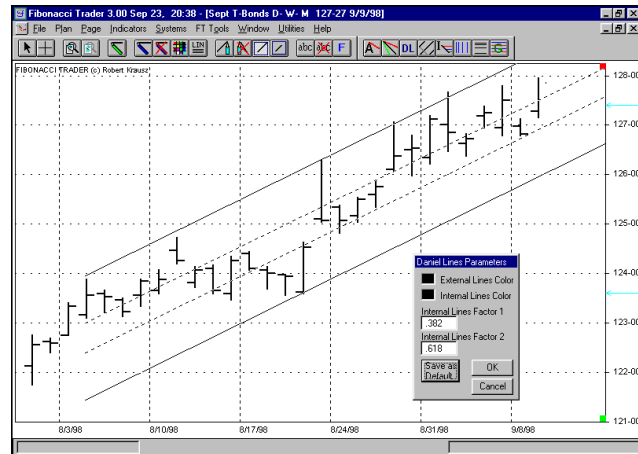 Fibonacci Trader 3.00 Sep 23, 20:38 - [Sept T-Bonds D- W- M 127-27 9/9/98]
File Plan Page Indicators Systems FT Tools Window Utilities Help
LIN abc abc F A DL
FIBONACCI TRADER (c) Robert Krausz
128-00
127-00
126-00
125-00
124-00
123-00
122-00
121-00
Daniel Lines Parameters
External Lines Color
Internal Lines Color
Internal Lines Factor 1
.382
Internal Lines Factor 2
.618
Save as Default.
OK
Cancel
8/3/98 8/10/98 8/17/98 8/24/98 8/31/98 9/8/98